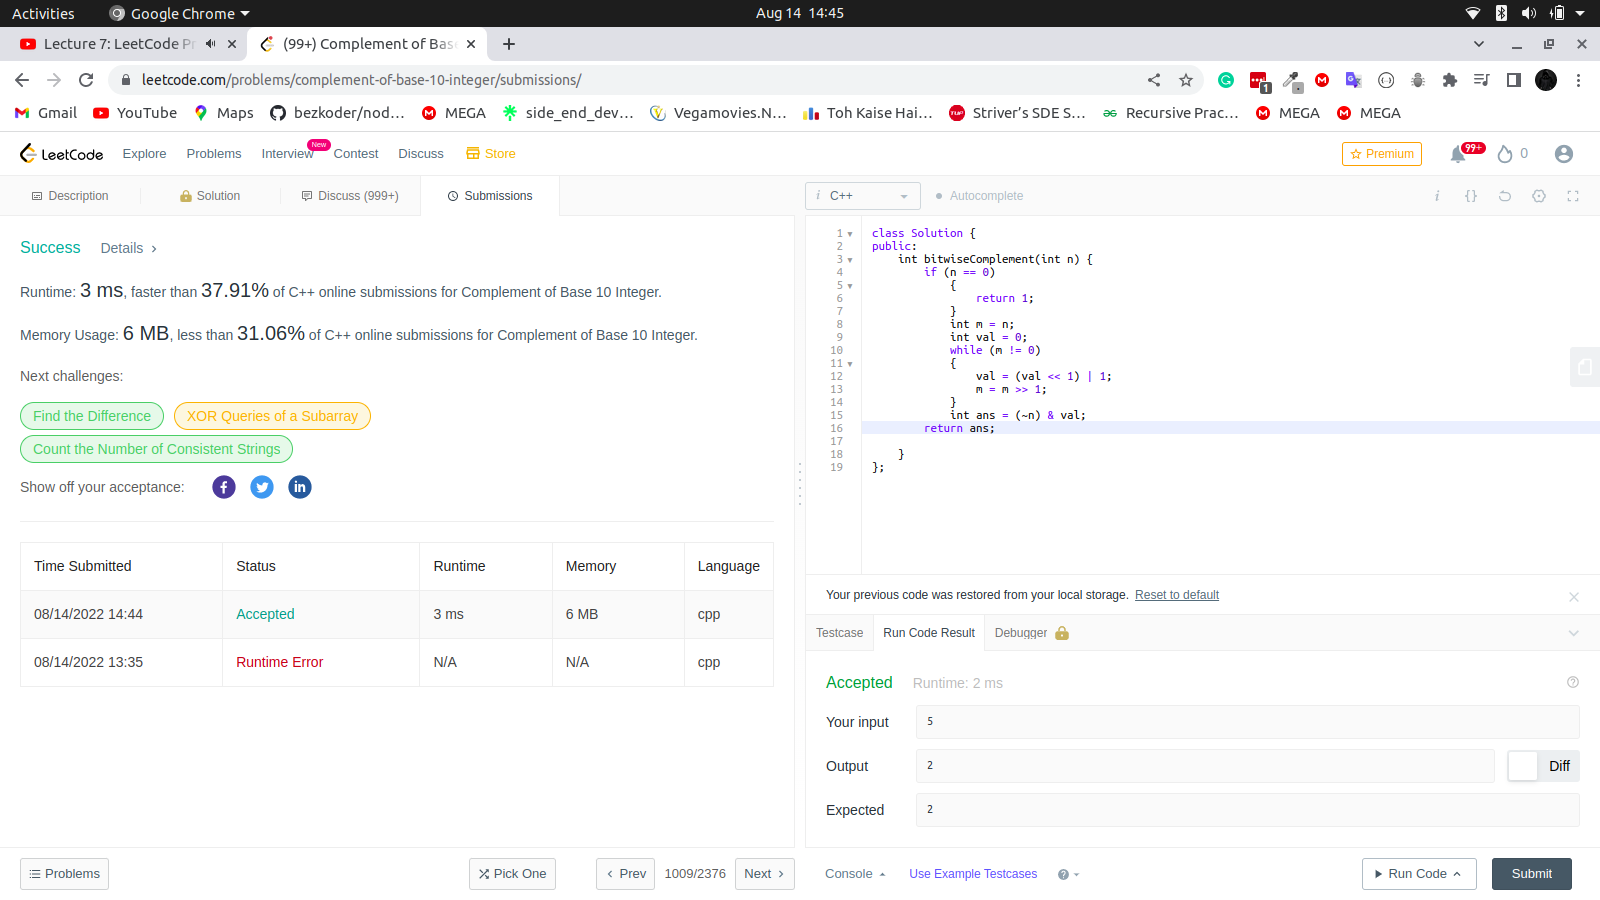 Activities
Google Chrome
Aug 14 14:45
Lecture 7: LeetCode Pr
(99+) Complement of Base
leetcode.com/problems/complement-of-base-10-integer/submissions/
1
Gmail
YouTube
Maps
bezkoder/nod...
MEGA
side_end_dev...
Vegamovies.N...
Toh Kaise Hai...
Striver's SDE S...
Recursive Prac...
MEGA
MEGA
LeetCode
Explore
Problems
Interview
New
Contest
Discuss
Store
Premium
99+
0
Description
Solution
Discuss (999+)
Submissions
i C++
Autocomplete
i {}
Success
Details
Runtime: 3 ms, faster than 37.91% of C++ online submissions for Complement of Base 10 Integer.
Memory Usage: 6 MB, less than 31.06% of C++ online submissions for Complement of Base 10 Integer.
Next challenges:
Find the Difference
XOR Queries of a Subarray
Count the Number of Consistent Strings
Show off your acceptance:
Time Submitted Status Runtime Memory Language
08/14/2022 14:44 Accepted 3 ms 6 MB cpp
08/14/2022 13:35 Runtime Error N/A N/A cpp
1 class Solution {
2 public:
3 int bitwiseComplement(int n) {
4 if (n == 0)
5 {
6 return 1;
7 }
8 int m = n;
9 int val = 0;
10 while (m != 0)
11 {
12 val = (val << 1) | 1;
13 m = m >> 1;
14 }
15 int ans = (~n) & val;
16 return ans;
17
18 }
19 };
Your previous code was restored from your local storage. Reset to default
Testcase
Run Code Result
Debugger
Accepted
Runtime: 2 ms
Your input
5
Output
2
Diff
Expected
2
Problems
Pick One
Prev
1009/2376
Next
Console
Use Example Testcases
Run Code
Submit